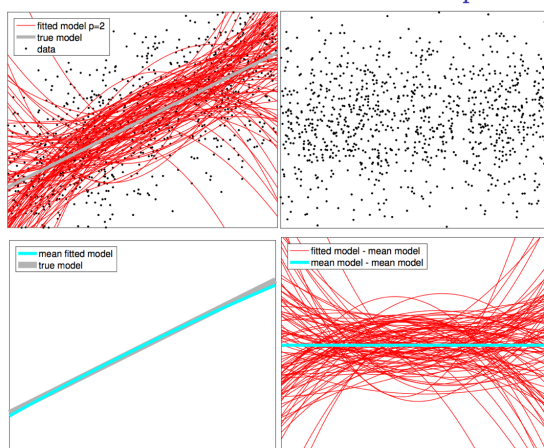 fitted model p=2
true model
data
mean fitted model
true model
fitted model - mean model
mean model - mean model